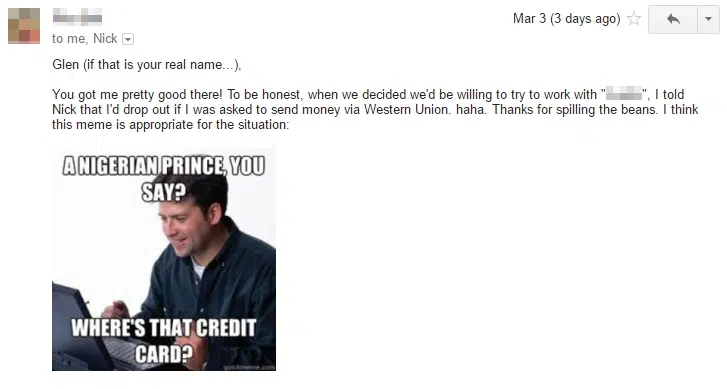 Mar 3 (3 days ago)
to me, Nick
Glen (if that is your real name...),
You got me pretty good there! To be honest, when we decided we'd be willing to try to work with " ", I told
Nick that I'd drop out if I was asked to send money via Western Union. haha. Thanks for spilling the beans. I think
this meme is appropriate for the situation:
A NIGERIAN PRINCE, YOU
SAY?
WHERE'S THAT CREDIT
CARD?
quickmeme.com